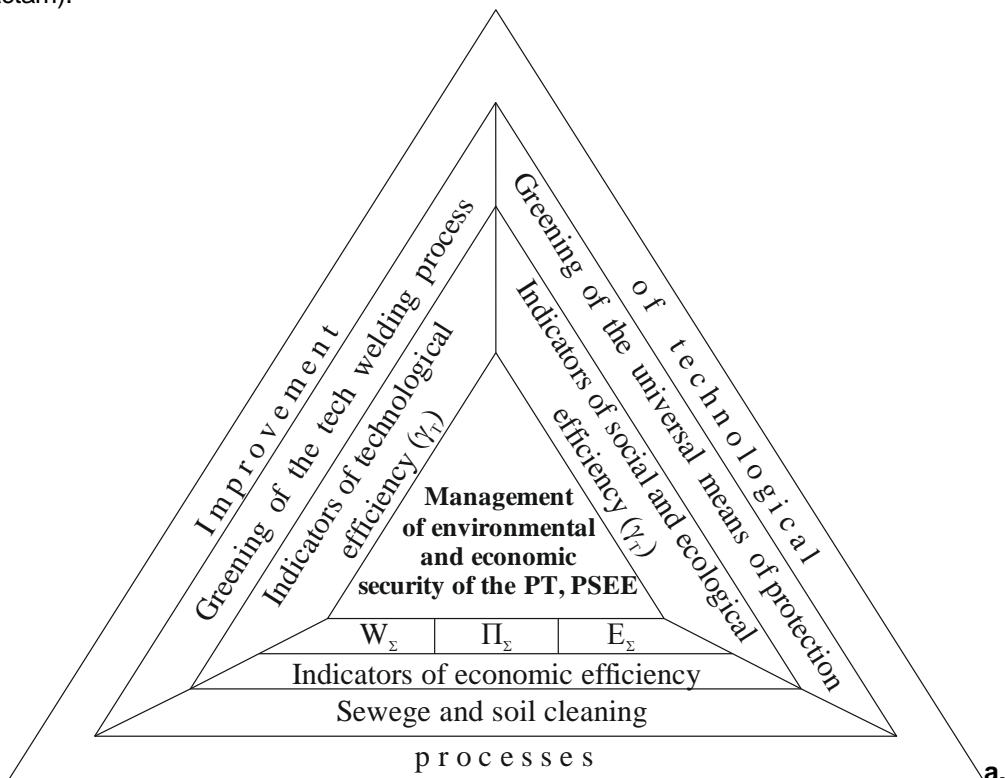 actam).
Improvement
of technological
processes
Greening of the tech welding process
Greening of the universal means of protection
Sewege and soil cleaning
Indicators of technological
efficiency (γT)
Indicators of social and ecological
efficiency (γT)
Indicators of economic efficiency
WΣ ΠΣ EΣ
Management
of environmental
and economic
security of the PT, PSEE
a.